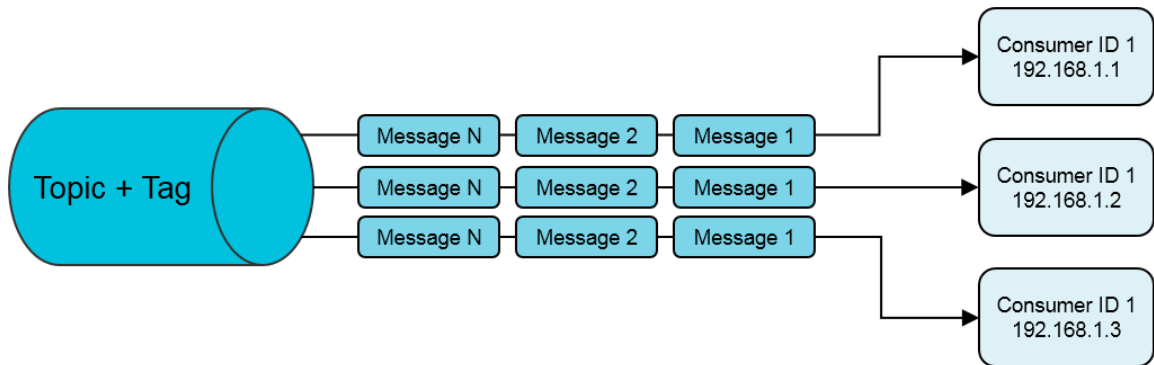 Consumer ID 1
192.168.1.1
Topic + Tag
Message N
Message 2
Message 1
Message N
Message 2
Message 1
Consumer ID 1
192.168.1.2
Message N
Message 2
Message 1
Consumer ID 1
192.168.1.3